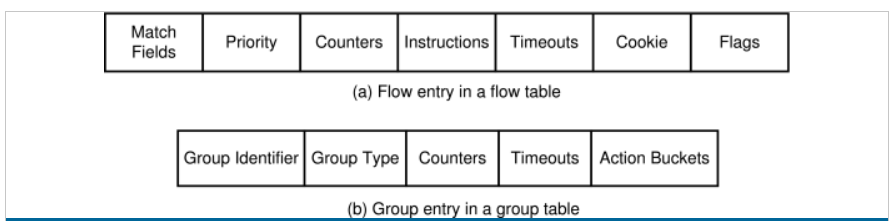 Match Fields Priority Counters Instructions Timeouts Cookie Flags
(a) Flow entry in a flow table
Group Identifier Group Type Counters Timeouts Action Buckets
(b) Group entry in a group table